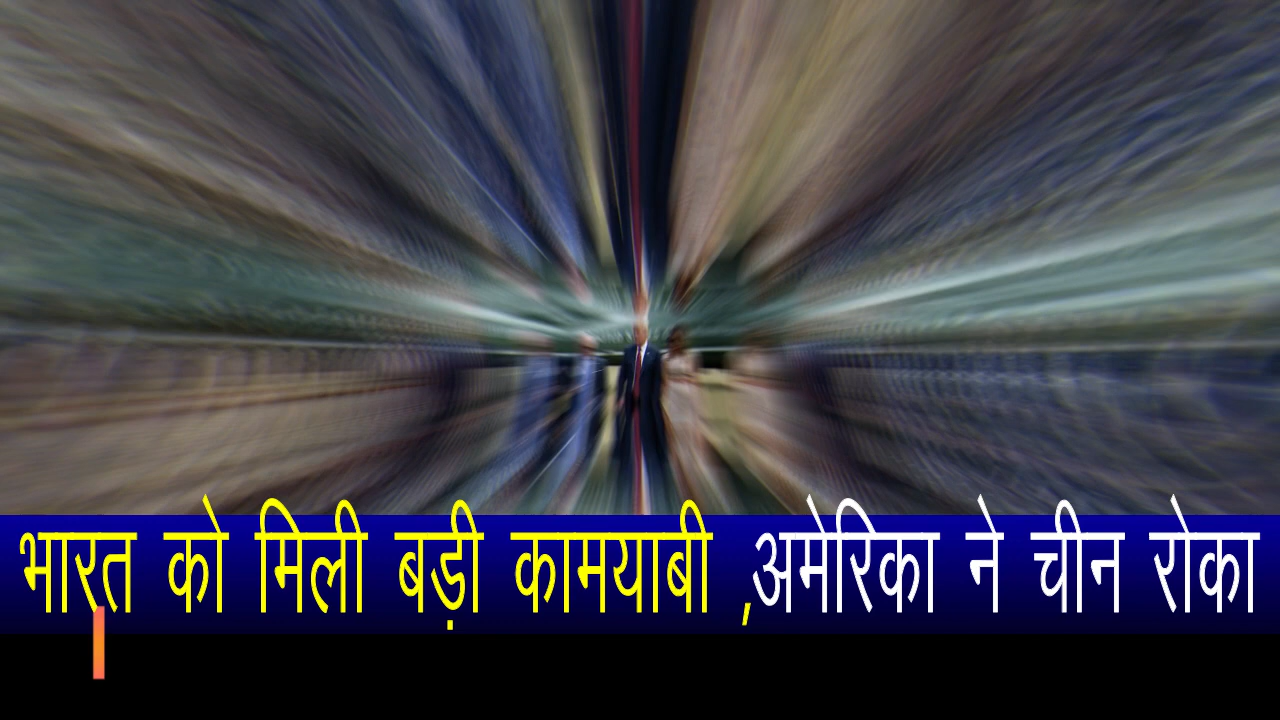 भारत को मिली बड़ी कामयाबी ,अमेरिका ने चीन रोका